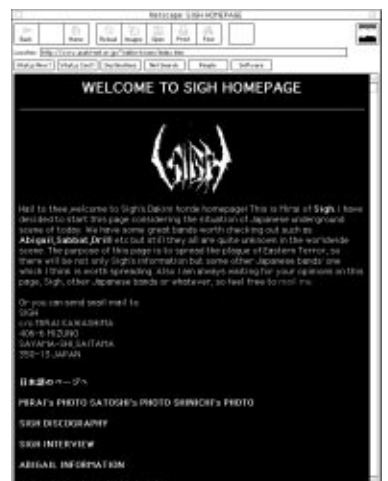 Netscape: SIGH HOMEPAGE
Back Home Reload Images Open Print Find
Location:
What's New? What's Cool? Destinations Net Search People Software
WELCOME TO SIGH HOMEPAGE
SIGH
Hail to thee,welcome to Sigh's Dakini horde homepage! This is Mirai of Sigh. I have
decided to start this page considering the situation of Japanese underground
scene of today. We have some great bands worth checking out such as
Abigail,Sabbat,Drill etc but still they all are quite unknown in the worldwide
scene. The purpose of this page is to spread the plague of Eastern Terror, so
there will be not only Sigh's information but some other Japanese bands' one
which I think is worth spreading. Also I am always waiting for your opinions on this
page, Sigh, other Japanese bands or whatever, so feel free to mail me.
Or you can send snail mail to:
SIGH
c/o MIRAI KAWASHIMA
406-6 MIZUNO
SAYAMA-SHI,SAITAMA
350-13 JAPAN
日本語のページへ
MIRAI's PHOTO SATOSHI's PHOTO SHINICHI's PHOTO
SIGH DISCOGRAPHY
SIGH INTERVIEW
ABIGAIL INFORMATION